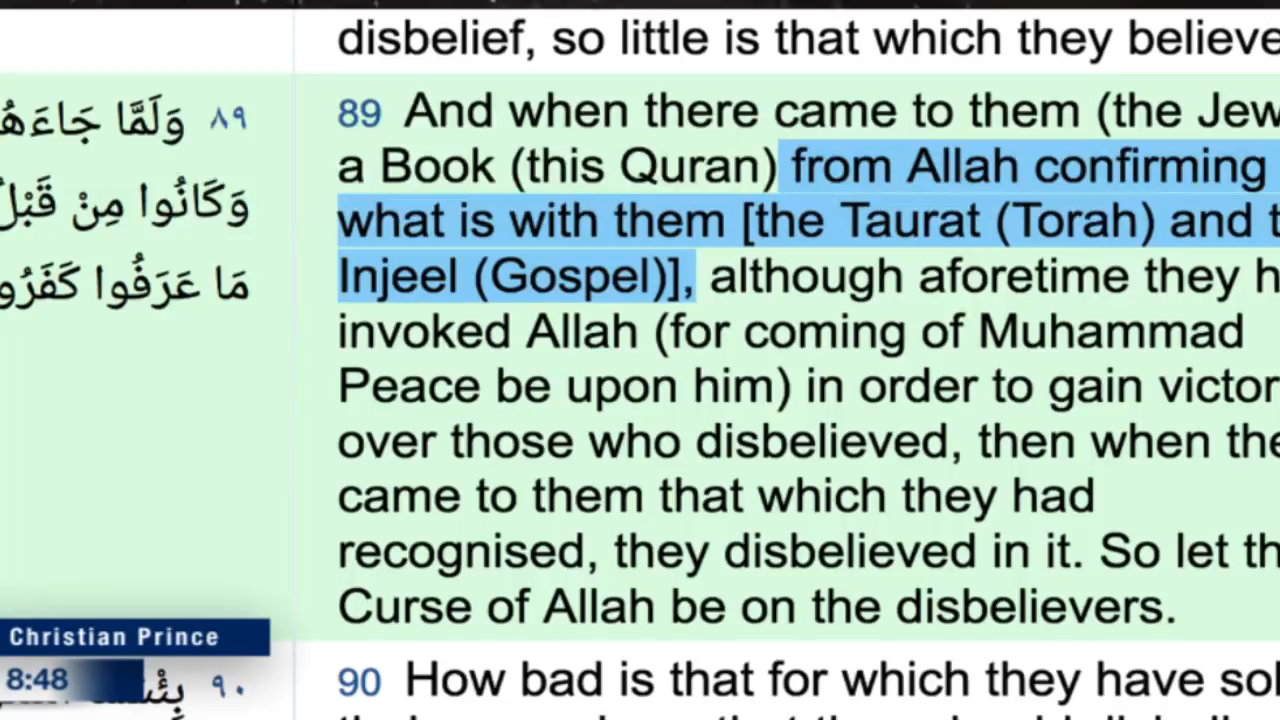 disbelief, so little is that which they believe
٨٩ وَلَمَّا جَاءَهُ
وَكَانُوا مِنْ قَبْلُ
مَا عَرَفُوا كَفَرُو
89 And when there came to them (the Jew
a Book (this Quran) from Allah confirming
what is with them [the Taurat (Torah) and t
Injeel (Gospel)], although aforetime they h
invoked Allah (for coming of Muhammad
Peace be upon him) in order to gain victor
over those who disbelieved, then when the
came to them that which they had
recognised, they disbelieved in it. So let th
Curse of Allah be on the disbelievers.
Christian Prince
8:48
٩٠
90 How bad is that for which they have sol